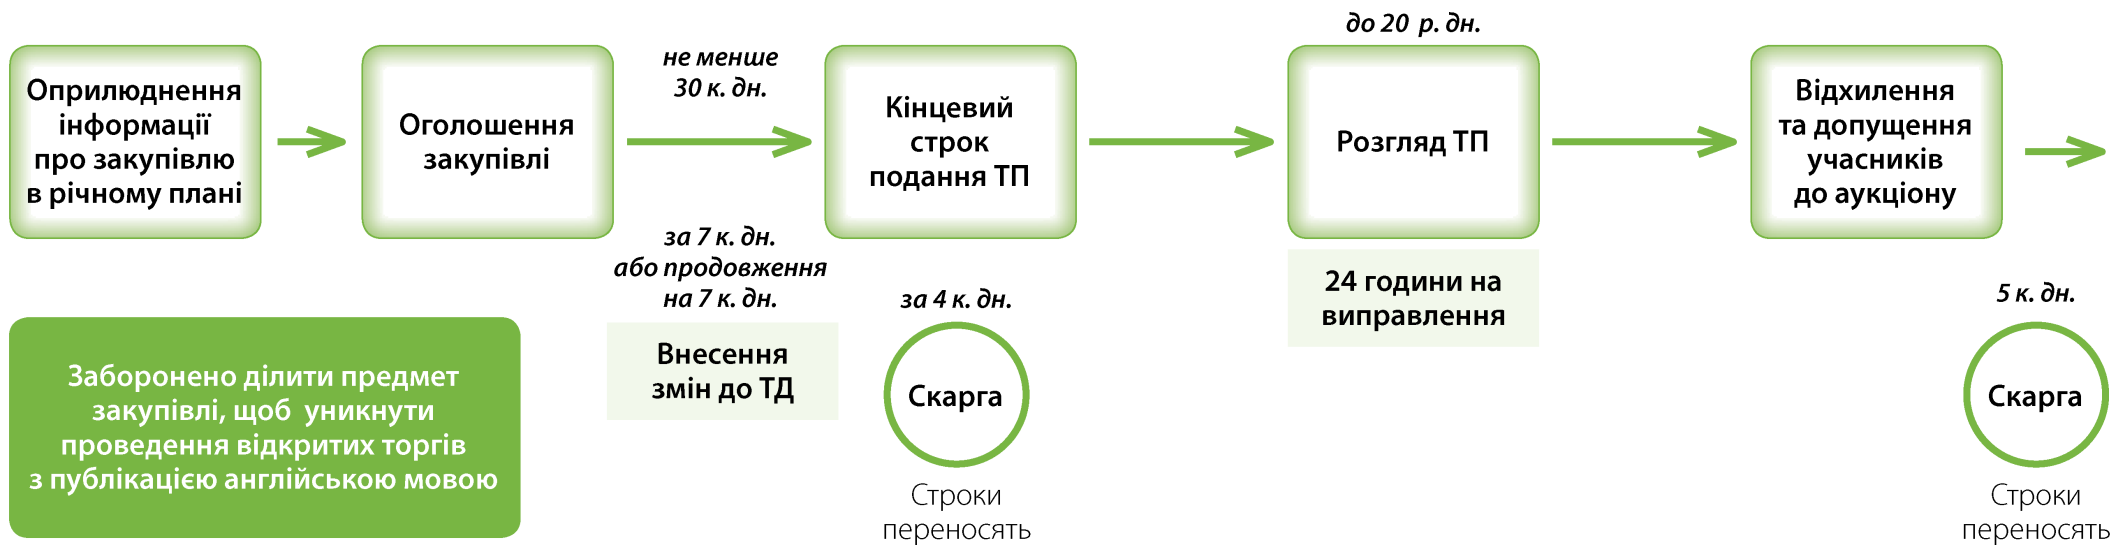 Оприлюднення
інформації
про закупівлю
в річному плані
Оголошення
закупівлі
не менше
30 к. дн.
за 7 к. дн.
або продовження
на 7 к. дн.
Внесення
змін до ТД
Кінцевий
строк
подання ТП
за 4 к. дн.
Скарга
Строки
переносять
до 20 р. дн.
Розгляд ТП
24 години на
виправлення
Відхилення
та допущення
учасників
до аукціону
5 к. дн.
Скарга
Строки
переносять
Заборонено ділити предмет
закупівлі, щоб уникнути
проведення відкритих торгів
з публікацією англійською мовою